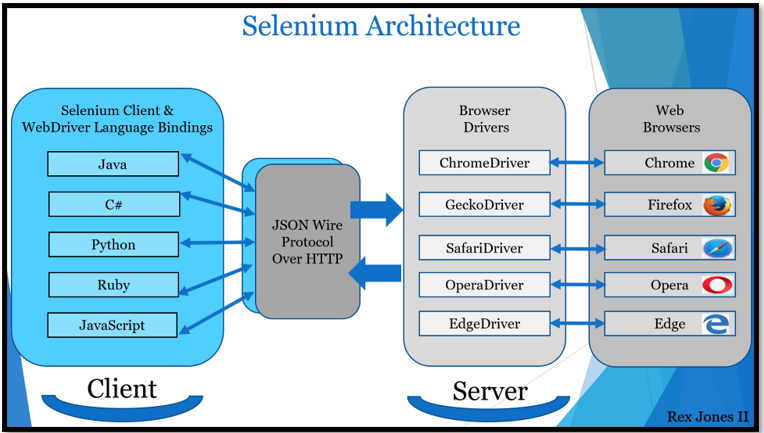 Selenium Architecture
Selenium Client &
WebDriver Language Bindings
Java
C#
Python
Ruby
JavaScript
Client
JSON Wire
Protocol
Over HTTP
Browser
Drivers
ChromeDriver
GeckoDriver
SafariDriver
OperaDriver
EdgeDriver
Server
Web
Browsers
Chrome
Firefox
Safari
Opera
Edge
Rex Jones II